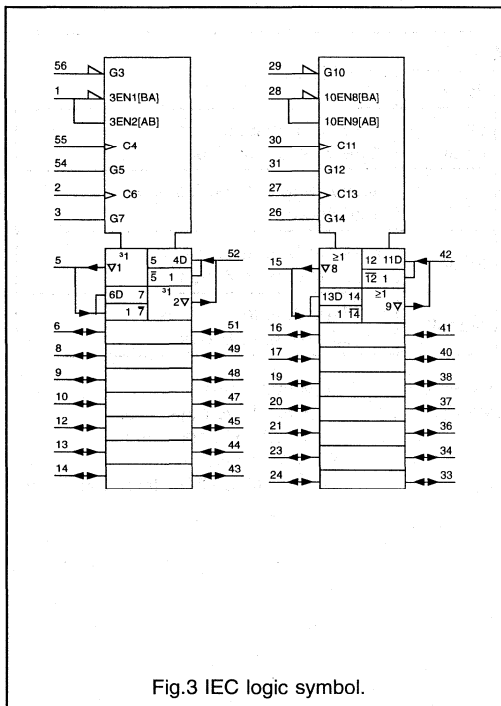 56 G3
1 3EN1[BA]
3EN2[AB]
55 C4
54 G5
2 C6
3 G7
5 31 5 4D 52
▽1 5̅ 1
6D 7 31
1 7̅ 2▽
6 51
8 49
9 48
10 47
12 45
13 44
14 43
29 G10
28 10EN8[BA]
10EN9[AB]
30 C11
31 G12
27 C13
26 G14
15 ≥1 12 11D 42
▽8 1̅2̅ 1
13D 14 ≥1
1 1̅4̅ 9▽
16 41
17 40
19 38
20 37
21 36
23 34
24 33
Fig.3 IEC logic symbol.